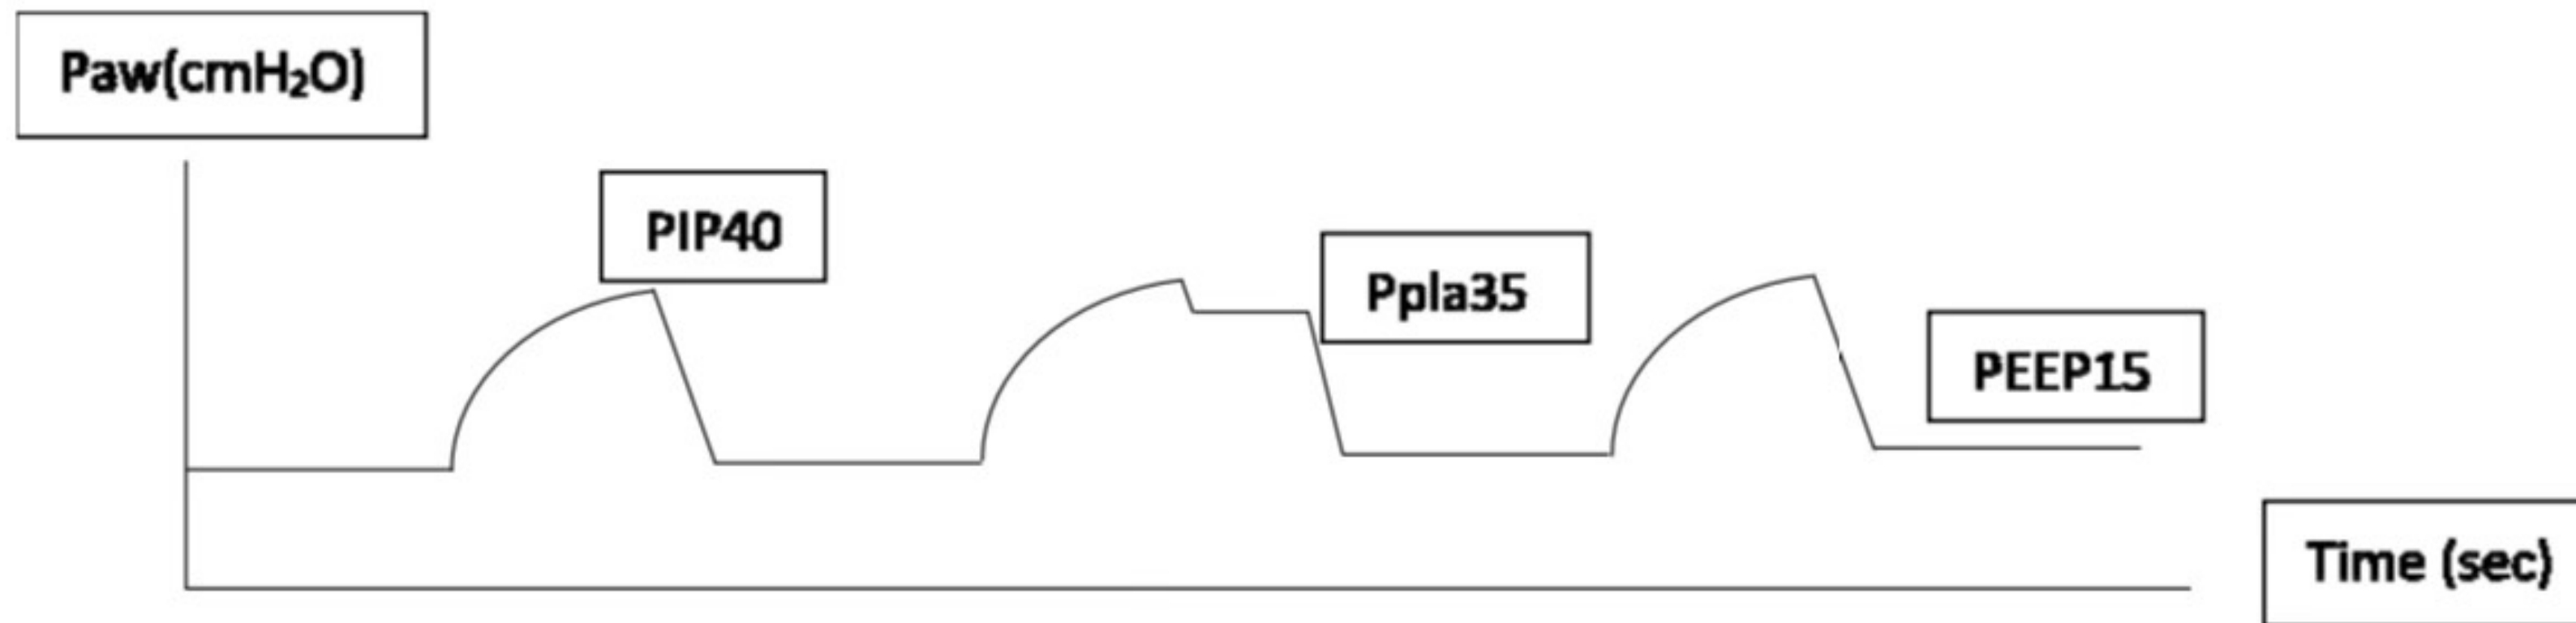 Paw(cmH₂O)
PIP40
Ppla35
PEEP15
Time (sec)